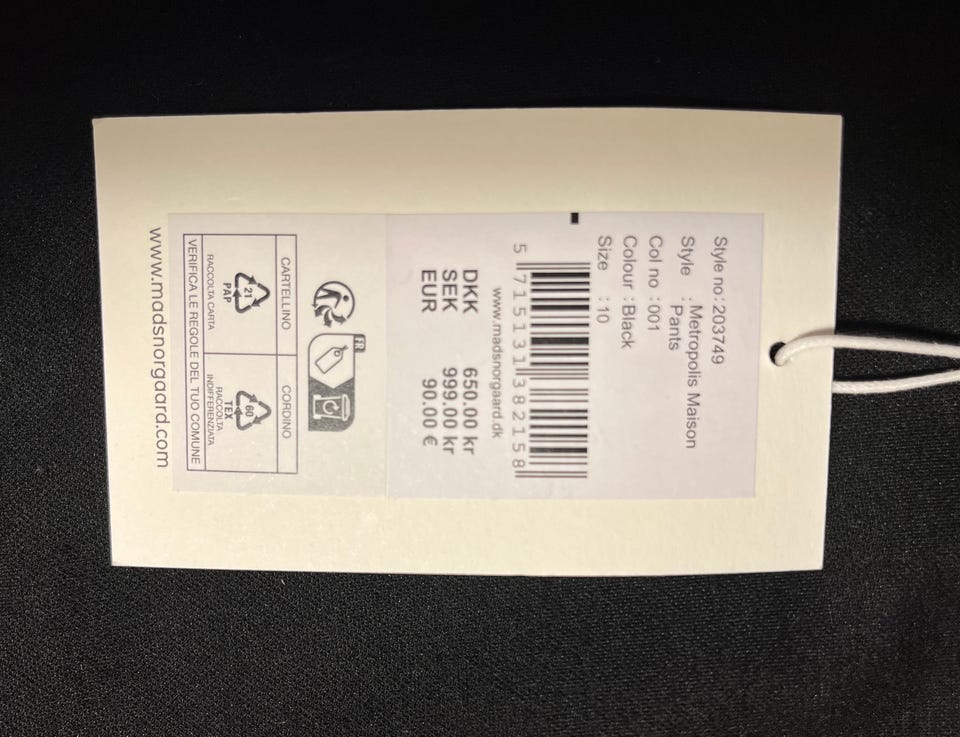 Style no: 203749
Style : Metropolis Maison
Pants
Col no : 001
Colour : Black
Size : 10
5 715131 382158
www.madsnorgaard.dk
DKK 650.00 kr
SEK 999.00 kr
EUR 90.00 €
FR
CARTELLINO CORDINO
21 PAP 60 TEX
RACCOLTA CARTA RACCOLTA INDIFFERENZIATA
VERIFICA LE REGOLE DEL TUO COMUNE
www.madsnorgaard.com